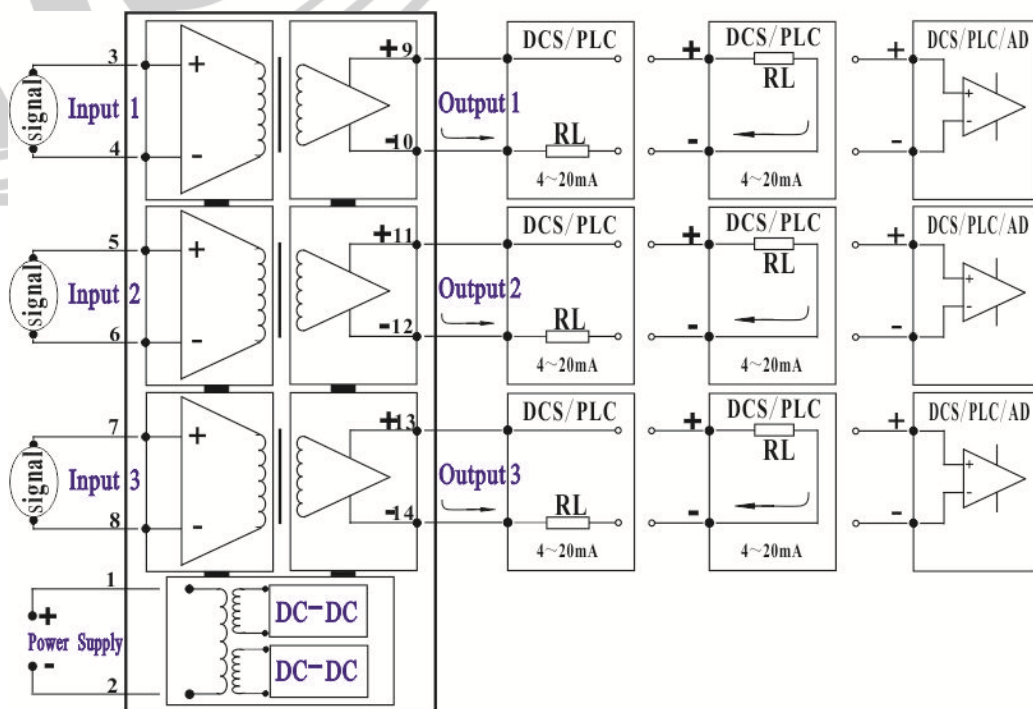 3
signal
Input 1
4
+
-
+9
-10
Output 1
DCS/PLC
RL
4~20mA
+
-
DCS/PLC
RL
4~20mA
+
-
DCS/PLC/AD
+
-
5
signal
Input 2
6
+
-
+11
-12
Output 2
DCS/PLC
RL
4~20mA
+
-
DCS/PLC
RL
4~20mA
+
-
DCS/PLC/AD
+
-
7
signal
Input 3
8
+
-
+13
-14
Output 3
DCS/PLC
RL
4~20mA
+
-
DCS/PLC
RL
4~20mA
+
-
DCS/PLC/AD
+
-
1
+
Power Supply
-
2
DC-DC
DC-DC